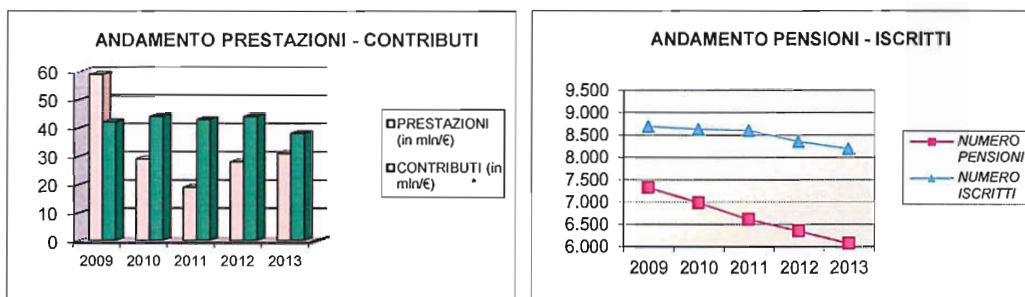 ANDAMENTO PRESTAZIONI - CONTRIBUTI
60
50
40
30
20
10
0
2009 2010 2011 2012 2013
PRESTAZIONI
(in mln/€)
CONTRIBUTI (in
mln/€) *
ANDAMENTO PENSIONI - ISCRITTI
9.500
9.000
8.500
8.000
7.500
7.000
6.500
6.000
2009 2010 2011 2012 2013
NUMERO
PENSIONI
NUMERO
ISCRITTI